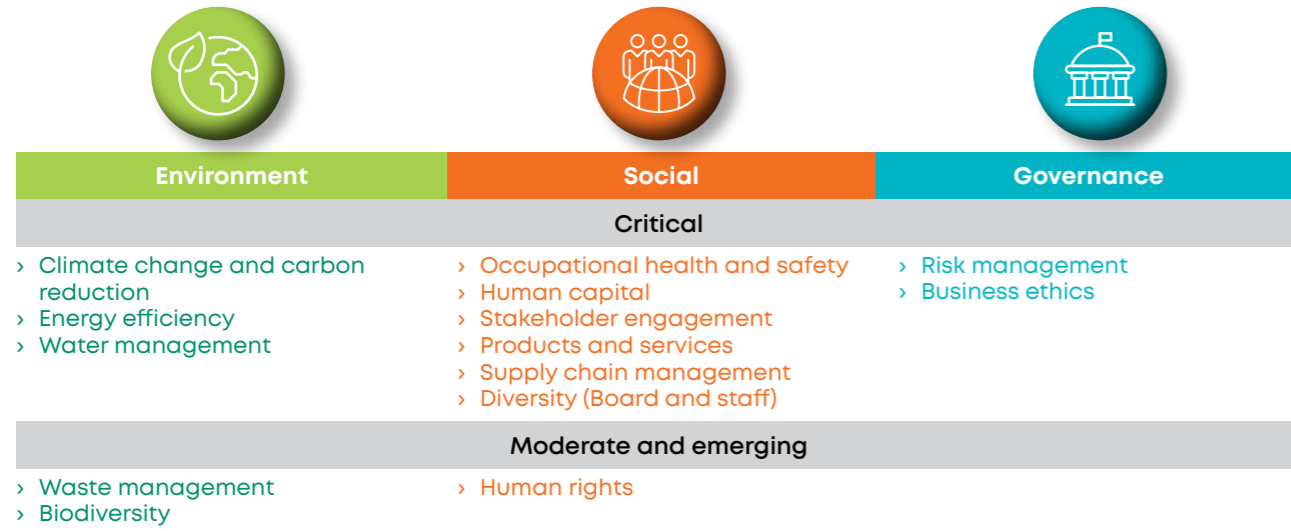 Environment
Social
Governance
Critical
› Climate change and carbon
reduction
› Energy efficiency
› Water management
› Occupational health and safety
› Human capital
› Stakeholder engagement
› Products and services
› Supply chain management
› Diversity (Board and staff)
› Risk management
› Business ethics
Moderate and emerging
› Waste management
› Biodiversity
› Human rights